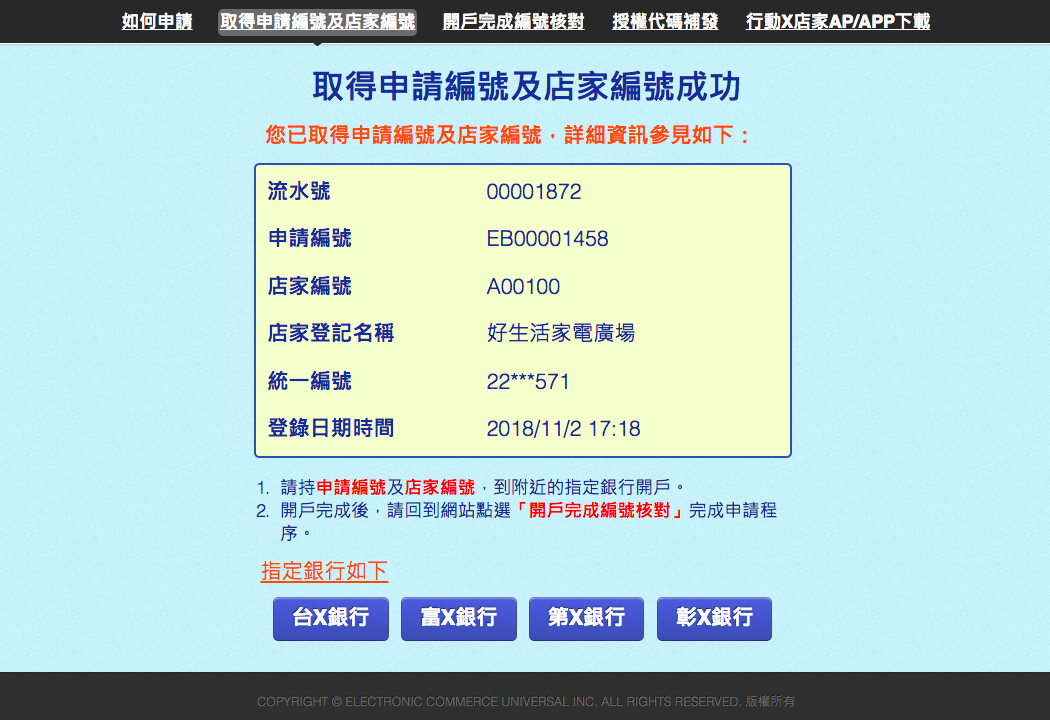 如何申請 取得申請編號及店家編號 開戶完成編號核對 授權代碼補發 行動X店家AP/APP下載
取得申請編號及店家編號成功
您已取得申請編號及店家編號，詳細資訊參見如下：
流水號 00001872
申請編號 EB00001458
店家編號 A00100
店家登記名稱 好生活家電廣場
統一編號 22***571
登錄日期時間 2018/11/2 17:18
1. 請持申請編號及店家編號，到附近的指定銀行開戶。
2. 開戶完成後，請回到網站點選「開戶完成編號核對」完成申請程
序。
指定銀行如下
台X銀行 富X銀行 第X銀行 彰X銀行
COPYRIGHT © ELECTRONIC COMMERCE UNIVERSAL INC. ALL RIGHTS RESERVED. 版權所有